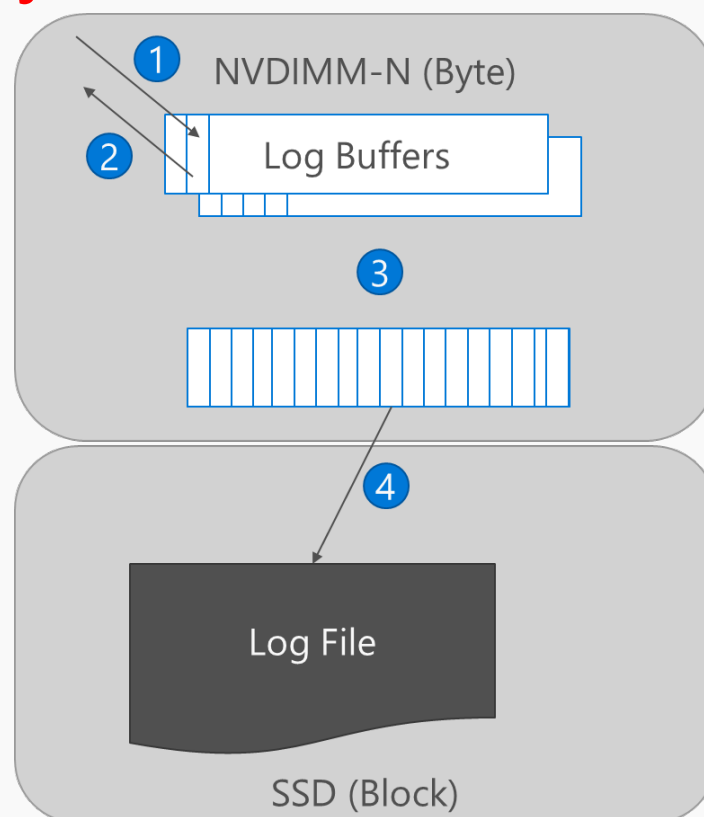 1
NVDIMM-N (Byte)
2
Log Buffers
3
4
Log File
SSD (Block)